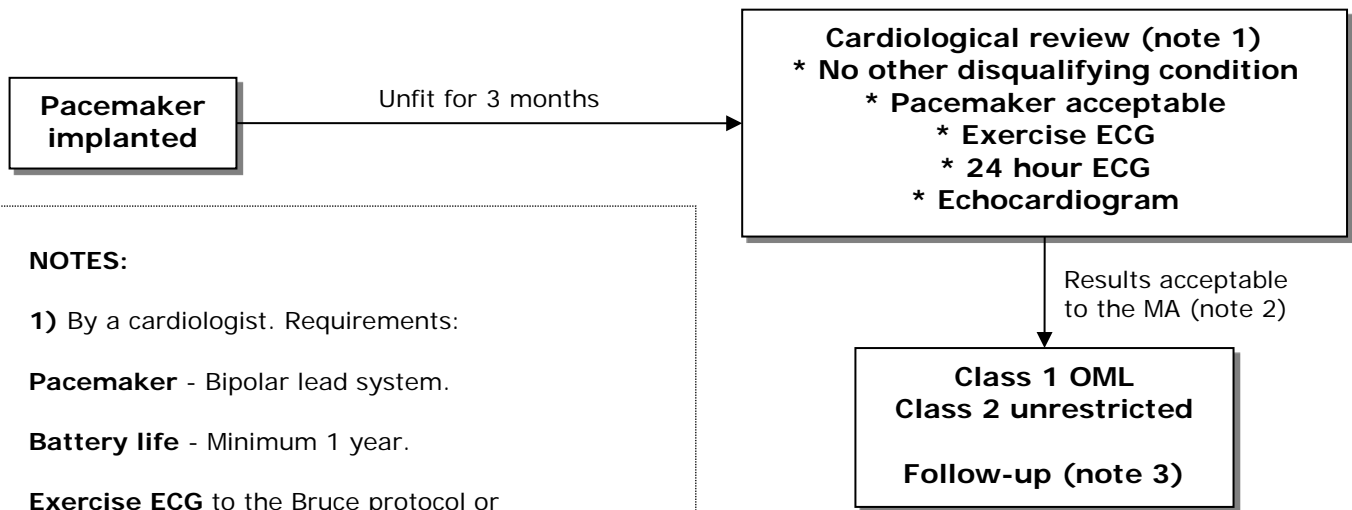 Pacemaker
implanted
Unfit for 3 months
Cardiological review (note 1)
* No other disqualifying condition
* Pacemaker acceptable
* Exercise ECG
* 24 hour ECG
* Echocardiogram
Results acceptable
to the MA (note 2)
Class 1 OML
Class 2 unrestricted
Follow-up (note 3)
NOTES:
1) By a cardiologist. Requirements:
Pacemaker - Bipolar lead system.
Battery life - Minimum 1 year.
Exercise ECG to the Bruce protocol or